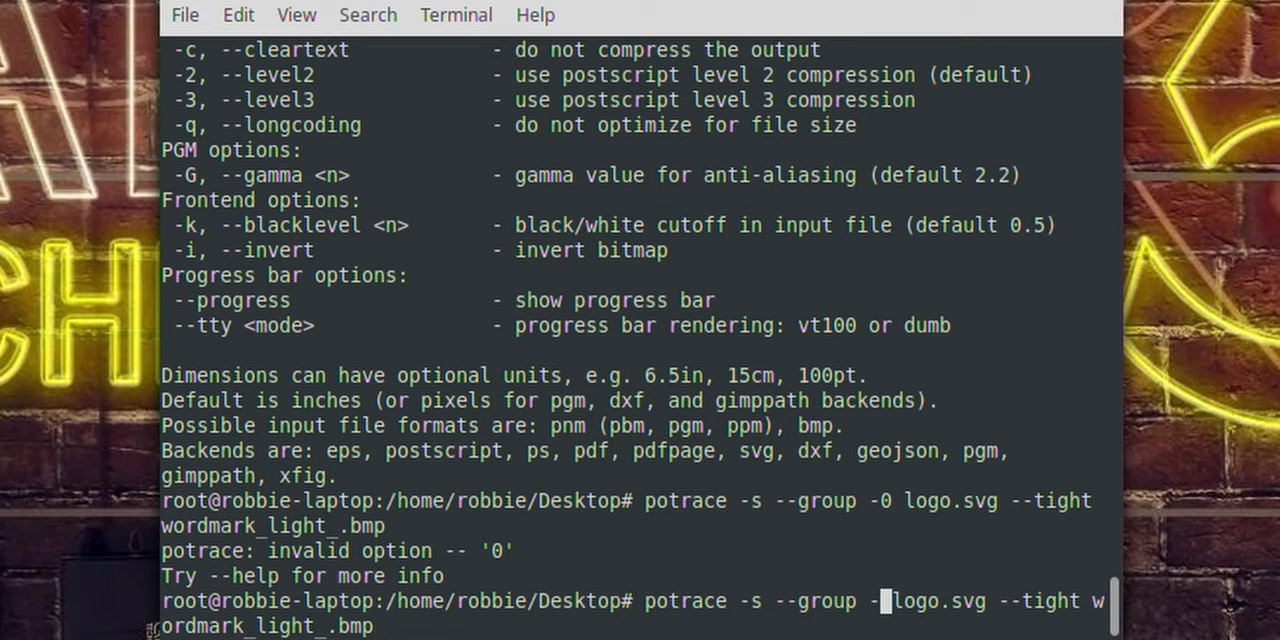 File Edit View Search Terminal Help
-c, --cleartext - do not compress the output
-2, --level2 - use postscript level 2 compression (default)
-3, --level3 - use postscript level 3 compression
-q, --longcoding - do not optimize for file size
PGM options:
-G, --gamma <n> - gamma value for anti-aliasing (default 2.2)
Frontend options:
-k, --blacklevel <n> - black/white cutoff in input file (default 0.5)
-i, --invert - invert bitmap
Progress bar options:
--progress - show progress bar
--tty <mode> - progress bar rendering: vt100 or dumb
Dimensions can have optional units, e.g. 6.5in, 15cm, 100pt.
Default is inches (or pixels for pgm, dxf, and gimppath backends).
Possible input file formats are: pnm (pbm, pgm, ppm), bmp.
Backends are: eps, postscript, ps, pdf, pdfpage, svg, dxf, geojson, pgm,
gimppath, xfig.
root@robbie-laptop:/home/robbie/Desktop# potrace -s --group -0 logo.svg --tight
wordmark_light_.bmp
potrace: invalid option -- '0'
Try --help for more info
root@robbie-laptop:/home/robbie/Desktop# potrace -s --group - logo.svg --tight w
ordmark_light_.bmp